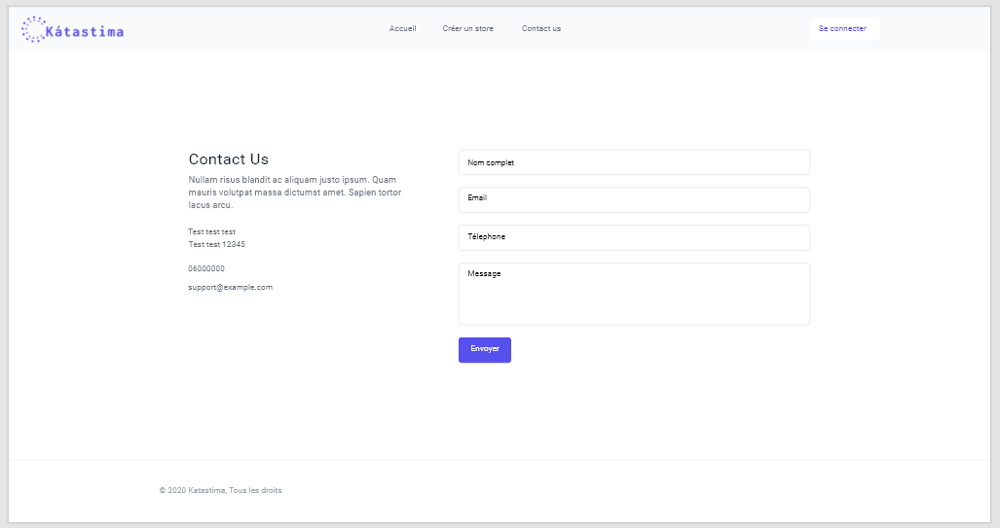 Kátastima
Accueil
Créer un store
Contact us
Se connecter
Contact Us
Nullam risus blandit ac aliquam justo ipsum. Quam
mauris volutpat massa dictumst amet. Sapien tortor
lacus arcu.
Test test test
Test test 12345
06000000
support@example.com
Nom complet
Email
Télephone
Message
Envoyer
© 2020 Katastima, Tous les droits